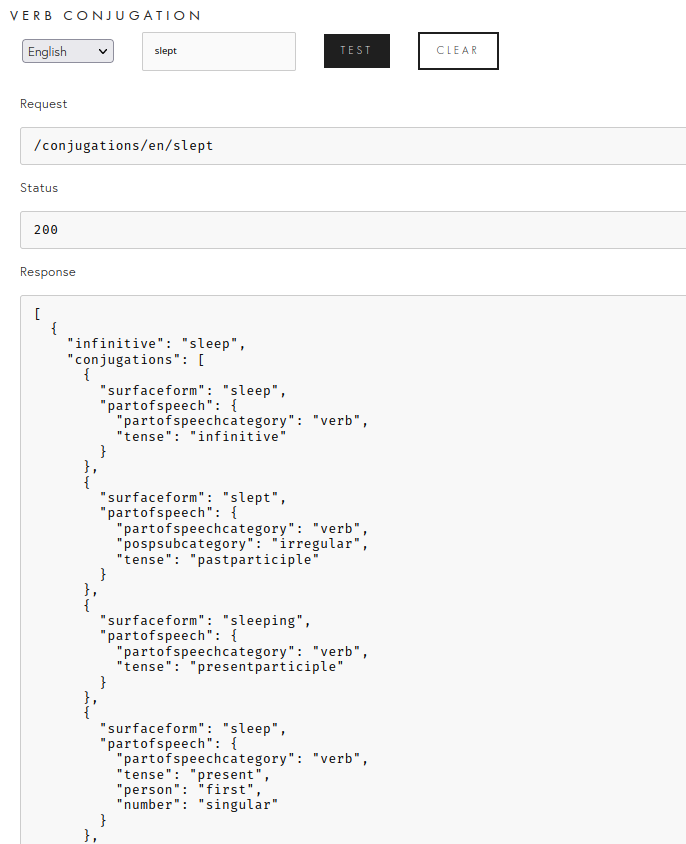 VERB CONJUGATION
English slept TEST CLEAR
Request
/conjugations/en/slept
Status
200
Response
[
  {
    "infinitive": "sleep",
    "conjugations": [
      {
        "surfaceform": "sleep",
        "partofspeech": {
          "partofspeechcategory": "verb",
          "tense": "infinitive"
        }
      },
      {
        "surfaceform": "slept",
        "partofspeech": {
          "partofspeechcategory": "verb",
          "pospsubcategory": "irregular",
          "tense": "pastparticiple"
        }
      },
      {
        "surfaceform": "sleeping",
        "partofspeech": {
          "partofspeechcategory": "verb",
          "tense": "presentparticiple"
        }
      },
      {
        "surfaceform": "sleep",
        "partofspeech": {
          "partofspeechcategory": "verb",
          "tense": "present",
          "person": "first",
          "number": "singular"
        }
      },